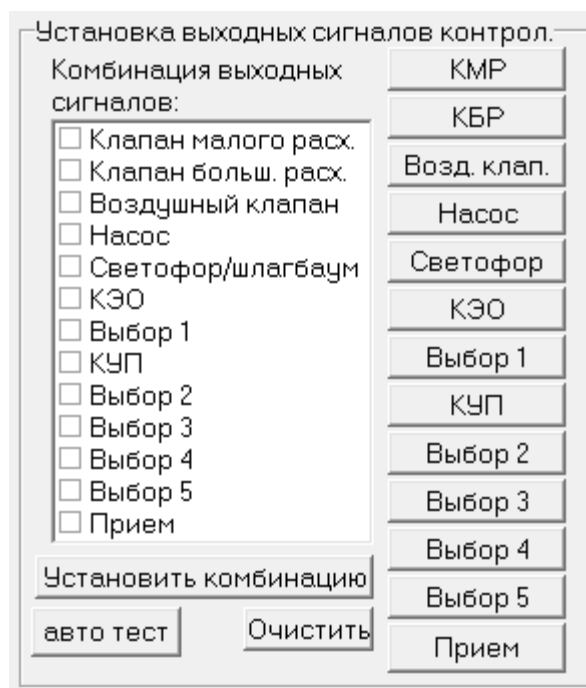 Установка выходных сигналов контрол.
Комбинация выходных
сигналов:
Клапан малого расх.
Клапан больш. расх.
Воздушный клапан
Насос
Светофор/шлагбаум
КЭО
Выбор 1
КУП
Выбор 2
Выбор 3
Выбор 4
Выбор 5
Прием
Установить комбинацию
авто тест
Очистить
КМР
КБР
Возд. клап.
Насос
Светофор
КЭО
Выбор 1
КУП
Выбор 2
Выбор 3
Выбор 4
Выбор 5
Прием